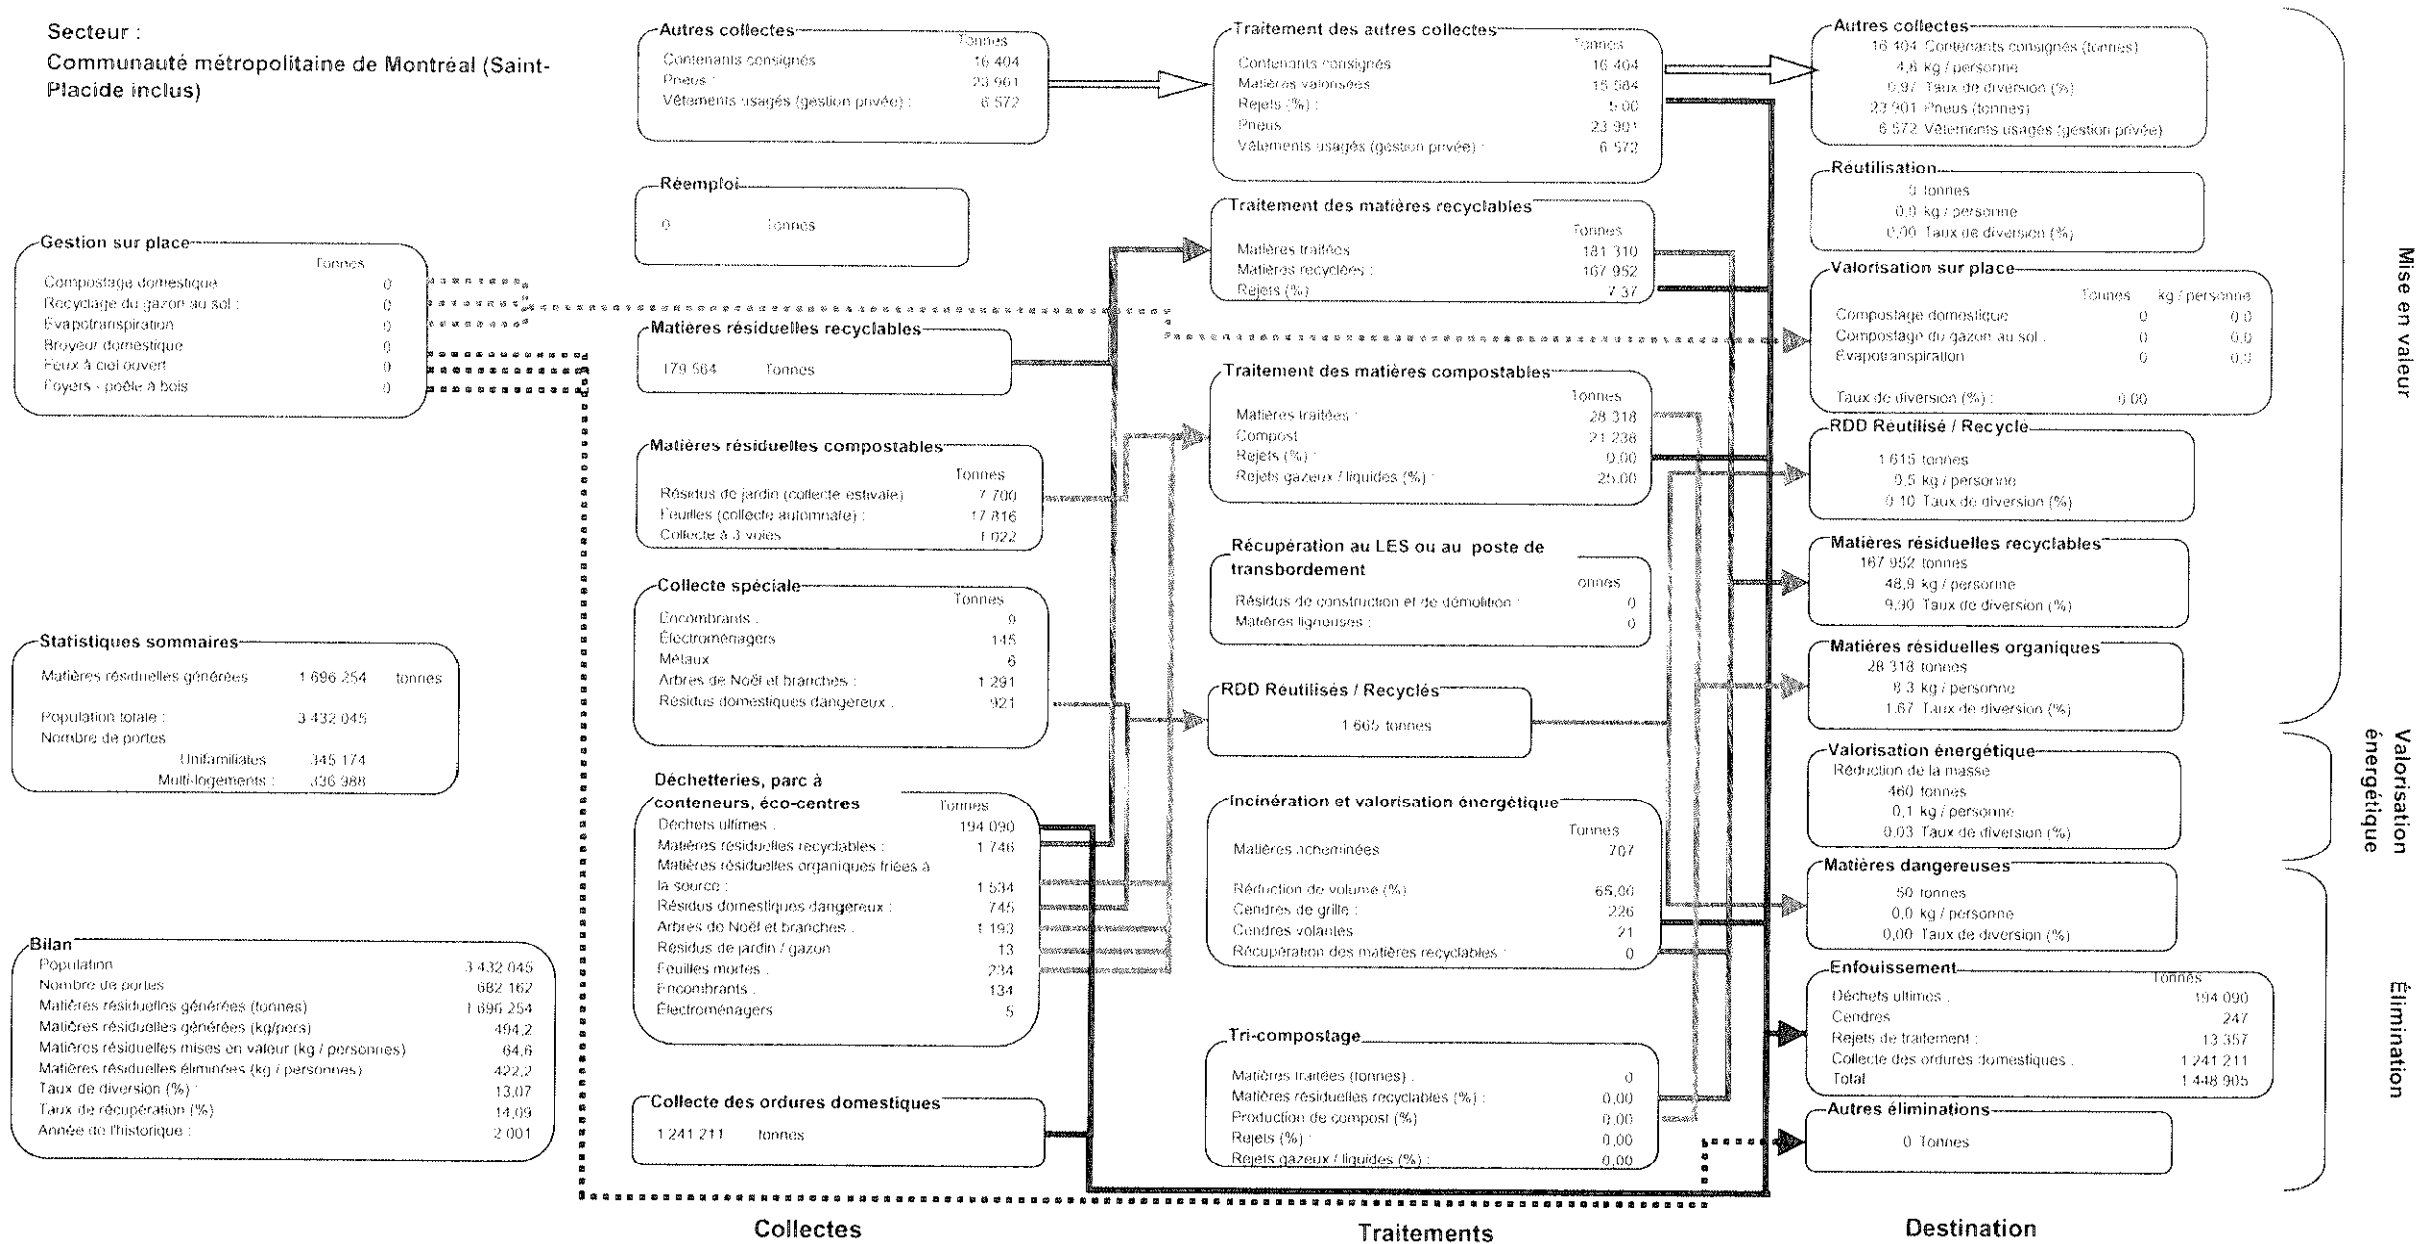 Secteur :
Communauté métropolitaine de Montréal (Saint-
Placide inclus)
Gestion sur place
Tonnes
Compostage domestique 0
Recyclage du gazon au sol : 0
Évapotranspiration 0
Broyeur domestique 0
Feux à ciel ouvert 0
Foyers - poêle à bois 0
Statistiques sommaires
Matières résiduelles générées 1 696 254 tonnes
Population totale : 3 432 045
Nombre de portes
Unifamiliales 345 174
Multi-logements : 336 988
Bilan
Population 3 432 045
Nombre de portes 682 162
Matières résiduelles générées (tonnes) 1 696 254
Matières résiduelles générées (kg/pers) 494,2
Matières résiduelles mises en valeur (kg / personnes) 64,6
Matières résiduelles éliminées (kg / personnes) 422,2
Taux de diversion (%) : 13,07
Taux de récupération (%) 14,09
Année de l'historique : 2 001
Autres collectes
Tonnes
Contenants consignés 16 404
Pneus : 23 901
Vêtements usagés (gestion privée) : 6 572
Réemploi
0 Tonnes
Matières résiduelles recyclables
179 564 Tonnes
Matières résiduelles compostables
Tonnes
Résidus de jardin (collecte estivale) 7 700
Feuilles (collecte automnale) : 17 816
Collecte à 3 voies 1 022
Collecte spéciale
Tonnes
Encombrants : 0
Électroménagers 145
Métaux 6
Arbres de Noël et branches : 1 291
Résidus domestiques dangereux : 921
Déchetteries, parc à
conteneurs, éco-centres
Tonnes
Déchets ultimes : 194 090
Matières résiduelles recyclables : 1 746
Matières résiduelles organiques triées à
la source : 1 534
Résidus domestiques dangereux : 745
Arbres de Noël et branches : 1 193
Résidus de jardin / gazon 13
Feuilles mortes : 234
Encombrants : 134
Électroménagers 5
Collecte des ordures domestiques
1 241 211 tonnes
Collectes
Traitement des autres collectes
Tonnes
Contenants consignés 16 404
Matières valorisées 15 584
Rejets (%) : 5,00
Pneus 23 901
Vêtements usagés (gestion privée) : 6 572
Traitement des matières recyclables
Tonnes
Matières traitées 181 310
Matières recyclées : 167 952
Rejets (%) 7,37
Traitement des matières compostables
Tonnes
Matières traitées : 28 318
Compost 21 238
Rejets (%) : 0,00
Rejets gazeux / liquides (%) : 25,00
Récupération au LES ou au poste de
transbordement
onnes
Résidus de construction et de démolition : 0
Matières ligneuses : 0
RDD Réutilisés / Recyclés
1 665 tonnes
Incinération et valorisation énergétique
Tonnes
Matières acheminées 707
Réduction de volume (%) 65,00
Cendres de grille : 226
Cendres volantes 21
Récupération des matières recyclables : 0
Tri-compostage
Matières traitées (tonnes) : 0
Matières résiduelles recyclables (%) : 0,00
Production de compost (%) 0,00
Rejets (%) : 0,00
Rejets gazeux / liquides (%) : 0,00
Traitements
Autres collectes
16 404 Contenants consignés (tonnes)
4,8 kg / personne
0,97 Taux de diversion (%)
23 901 Pneus (tonnes)
6 572 Vêtements usagés (gestion privée)
Réutilisation
0 tonnes
0,0 kg / personne
0,00 Taux de diversion (%)
Valorisation sur place
Tonnes kg / personne
Compostage domestique 0 0,0
Compostage du gazon au sol : 0 0,0
Évapotranspiration 0 0,0
Taux de diversion (%) : 0,00
RDD Réutilisé / Recyclé
1 615 tonnes
0,5 kg / personne
0,10 Taux de diversion (%)
Matières résiduelles recyclables
167 952 tonnes
48,9 kg / personne
9,90 Taux de diversion (%)
Matières résiduelles organiques
28 318 tonnes
8,3 kg / personne
1,67 Taux de diversion (%)
Valorisation énergétique
Réduction de la masse
460 tonnes
0,1 kg / personne
0,03 Taux de diversion (%)
Matières dangereuses
50 tonnes
0,0 kg / personne
0,00 Taux de diversion (%)
Enfouissement
Tonnes
Déchets ultimes : 194 090
Cendres 247
Rejets de traitement : 13 357
Collecte des ordures domestiques : 1 241 211
Total 1 448 905
Autres éliminations
0 Tonnes
Destination
Mise en valeur
Valorisation
énergétique
Élimination